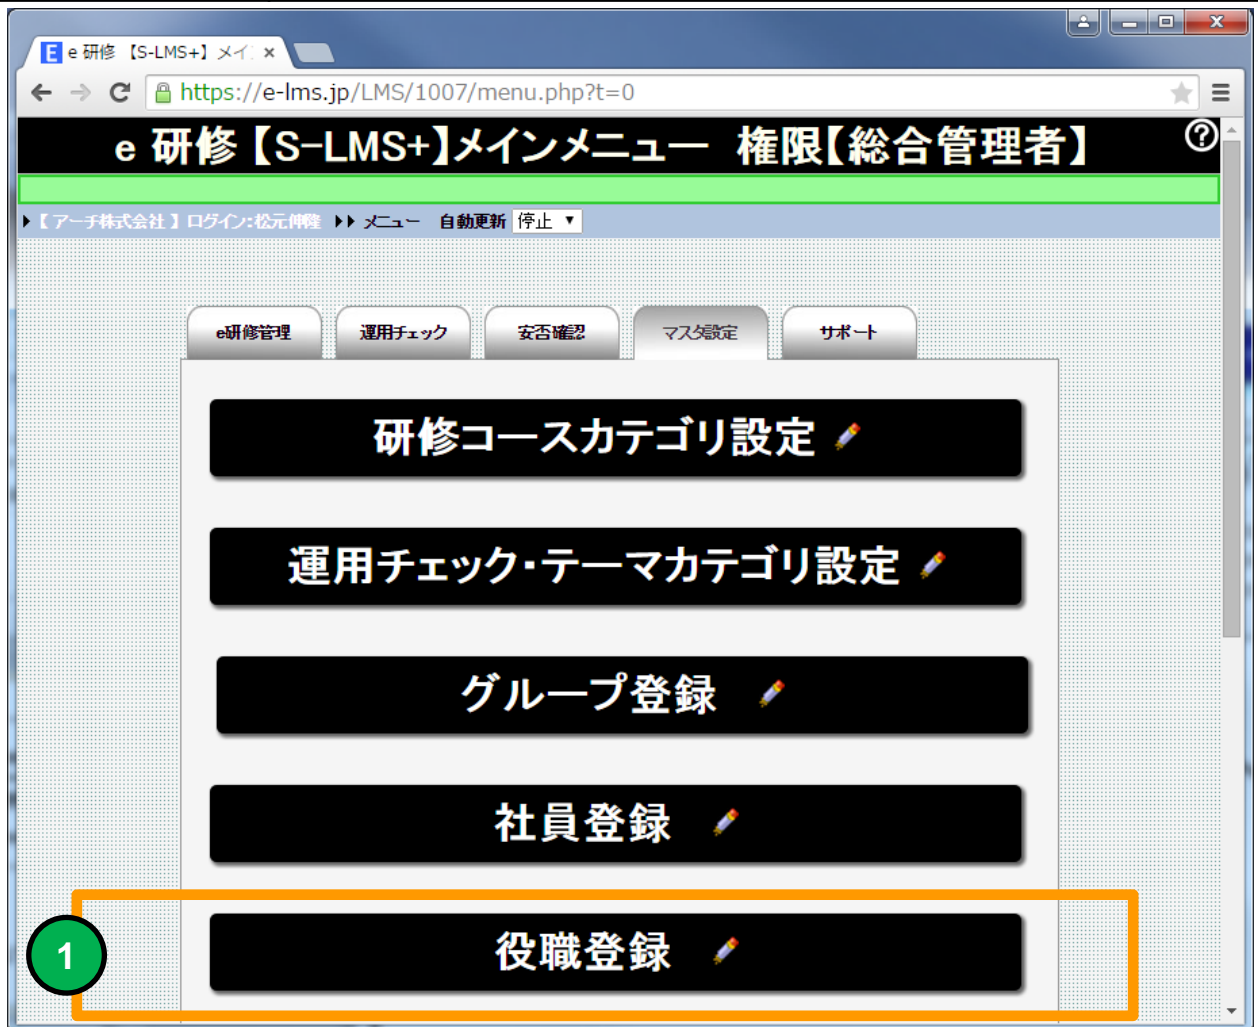 e 研修 【S-LMS+】 メイ
https://e-lms.jp/LMS/1007/menu.php?t=0
e 研修【S-LMS+】メインメニュー 権限【総合管理者】
【 アーチ株式会社 】 ログイン:松元伸隆 メニュー 自動更新 停止
e研修管理 運用チェック 安否確認 マスタ設定 サポート
研修コースカテゴリ設定
運用チェック・テーマカテゴリ設定
グループ登録
社員登録
1 役職登録